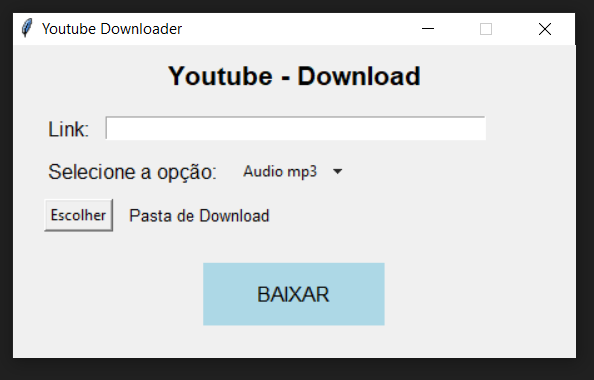 Youtube Downloader
Youtube - Download
Link:
Selecione a opção: Audio mp3
Escolher Pasta de Download
BAIXAR